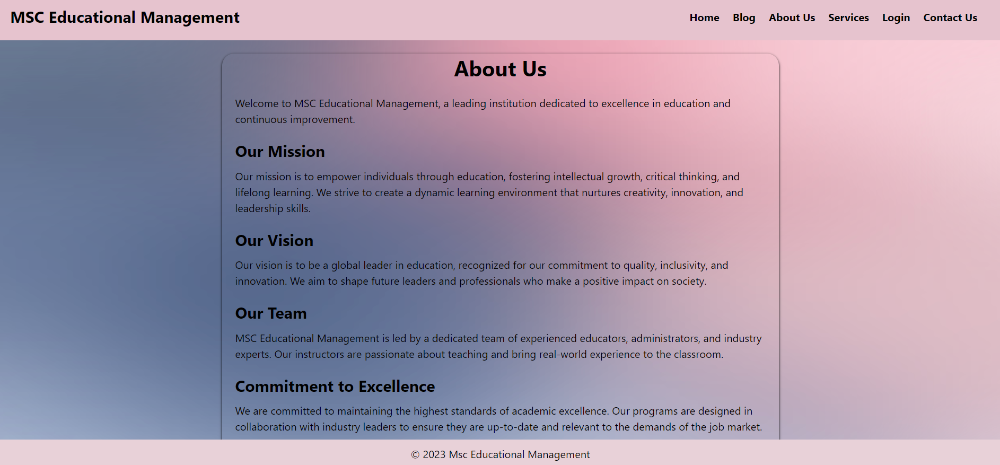 MSC Educational Management
Home Blog About Us Services Login Contact Us
About Us
Welcome to MSC Educational Management, a leading institution dedicated to excellence in education and
continuous improvement.
Our Mission
Our mission is to empower individuals through education, fostering intellectual growth, critical thinking, and
lifelong learning. We strive to create a dynamic learning environment that nurtures creativity, innovation, and
leadership skills.
Our Vision
Our vision is to be a global leader in education, recognized for our commitment to quality, inclusivity, and
innovation. We aim to shape future leaders and professionals who make a positive impact on society.
Our Team
MSC Educational Management is led by a dedicated team of experienced educators, administrators, and industry
experts. Our instructors are passionate about teaching and bring real-world experience to the classroom.
Commitment to Excellence
We are committed to maintaining the highest standards of academic excellence. Our programs are designed in
collaboration with industry leaders to ensure they are up-to-date and relevant to the demands of the job market.
© 2023 Msc Educational Management